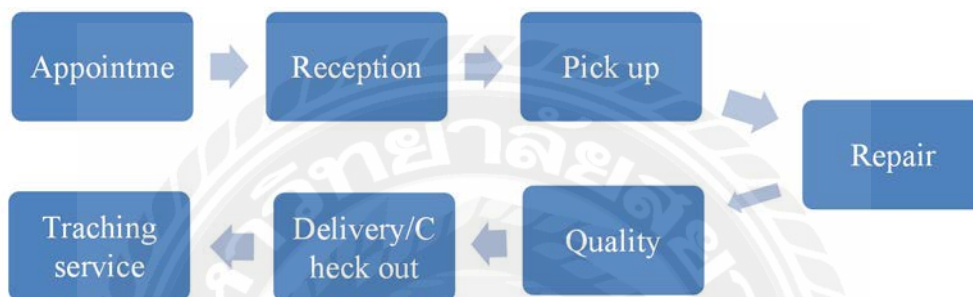 Appointme
Reception
Pick up
Repair
Quality
Delivery/C
heck out
Traching
service